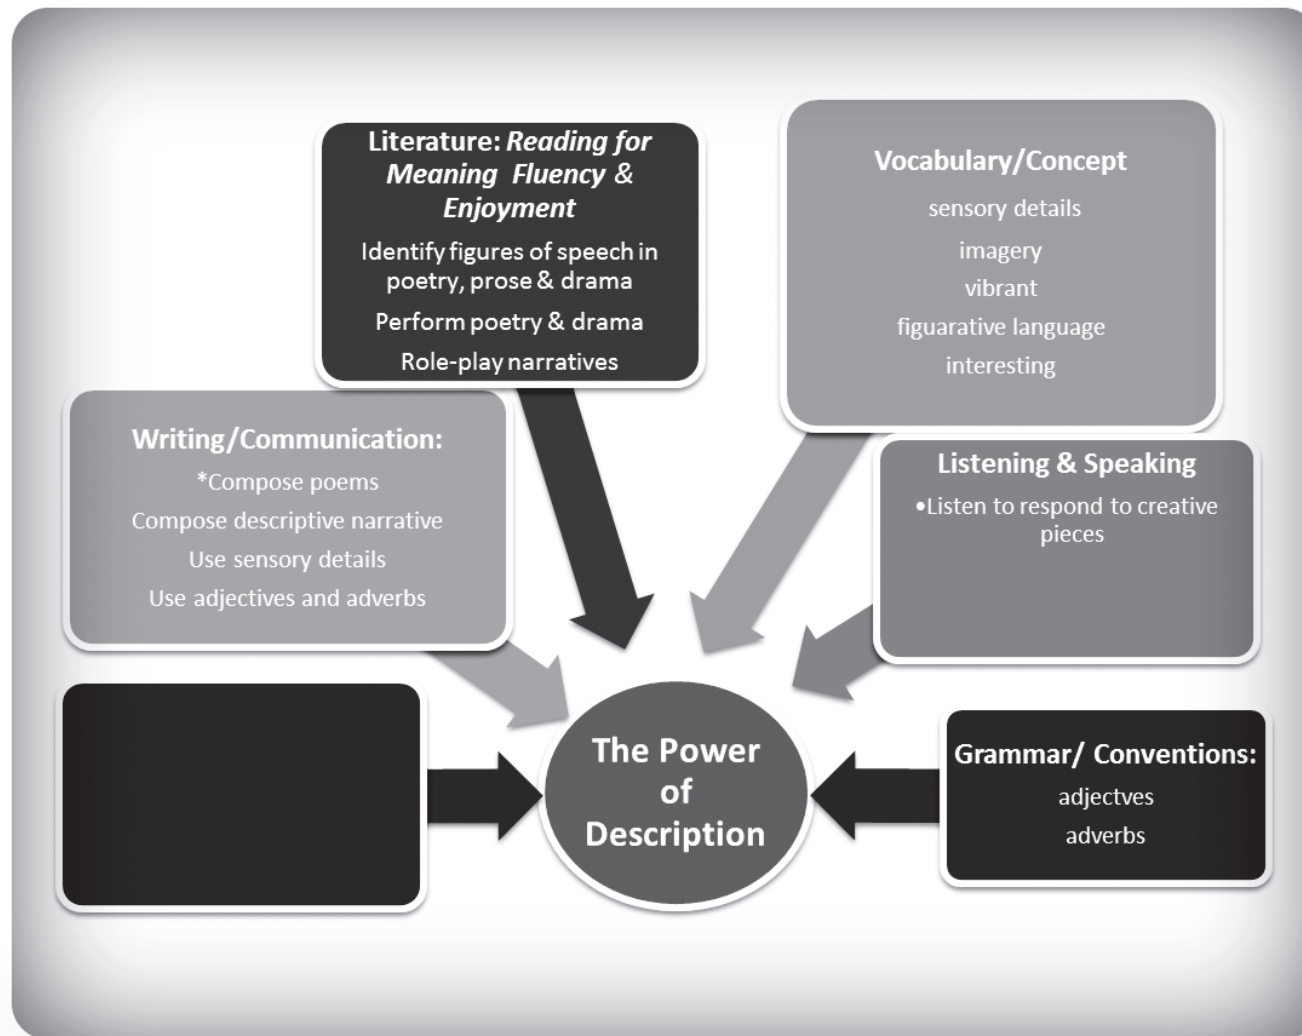 Literature: Reading for
Meaning Fluency &
Enjoyment
Identify figures of speech in
poetry, prose & drama
Perform poetry & drama
Role-play narratives
Vocabulary/Concept
sensory details
imagery
vibrant
figuarative language
interesting
Writing/Communication:
*Compose poems
Compose descriptive narrative
Use sensory details
Use adjectives and adverbs
Listening & Speaking
•Listen to respond to creative
pieces
The Power
of
Description
Grammar/ Conventions:
adjectves
adverbs